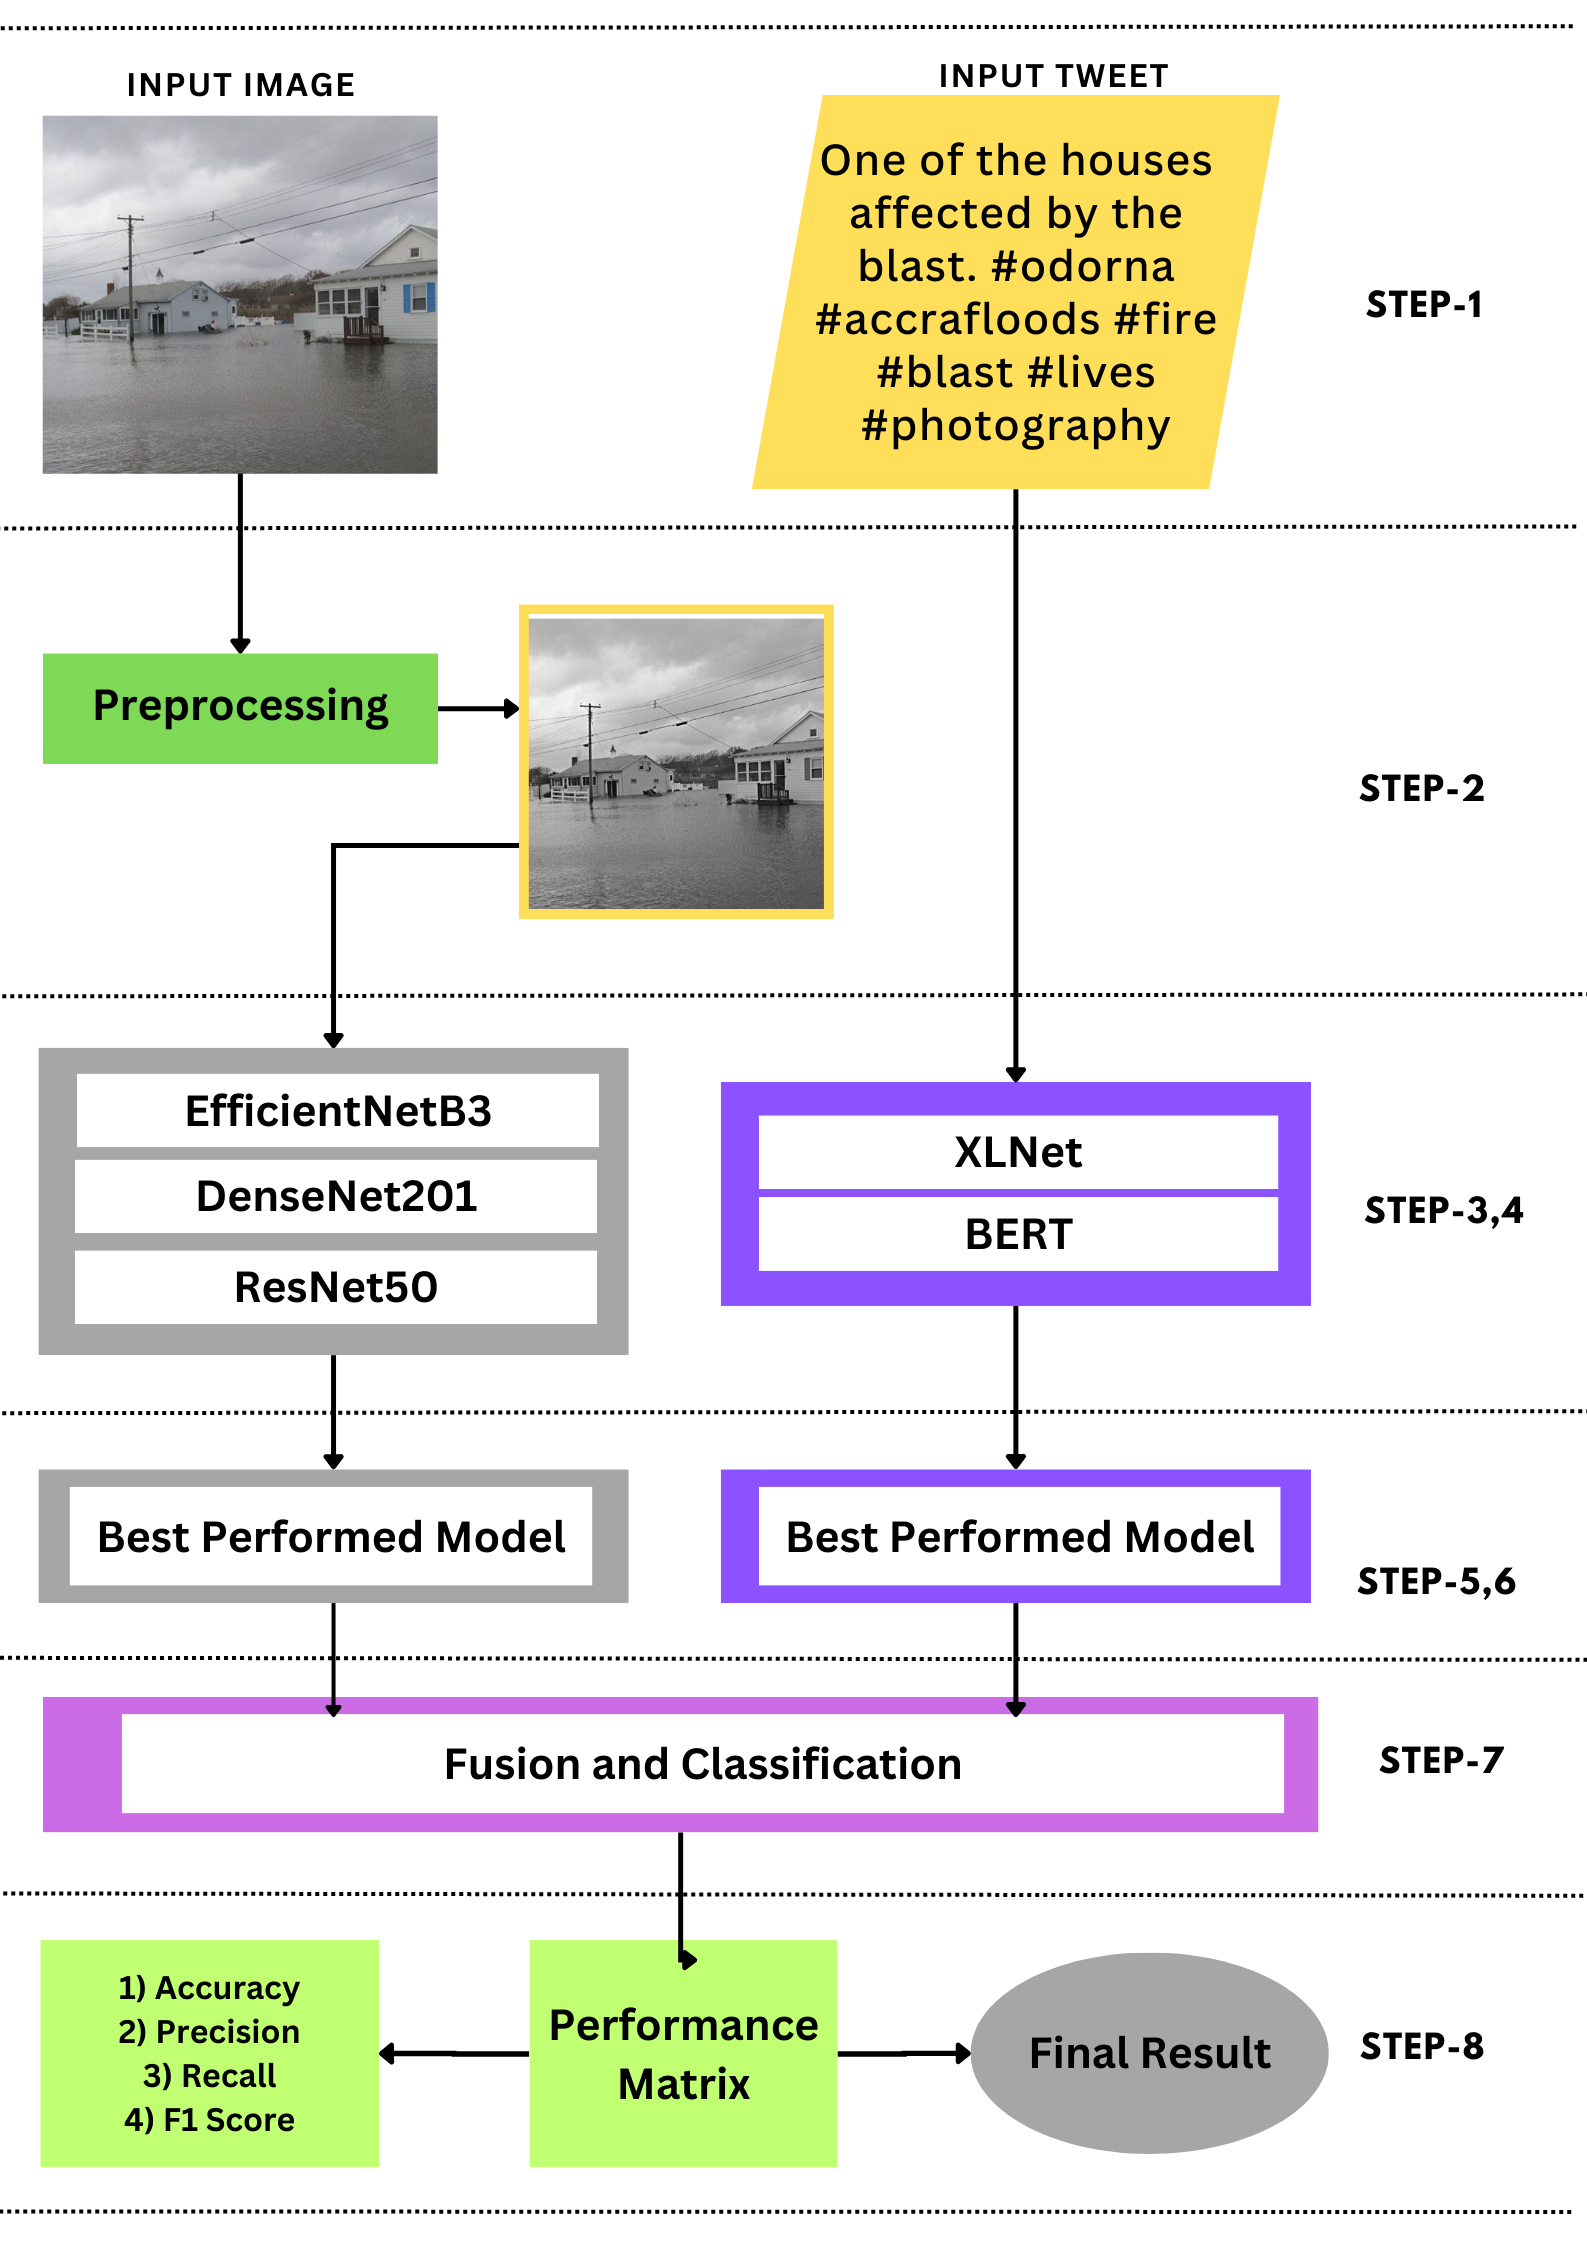 INPUT IMAGE
INPUT TWEET
One of the houses
affected by the
blast. #odorna
#accrafloods #fire
#blast #lives
#photography
STEP-1
Preprocessing
STEP-2
EfficientNetB3
DenseNet201
ResNet50
XLNet
BERT
STEP-3,4
Best Performed Model
Best Performed Model
STEP-5,6
Fusion and Classification
STEP-7
1) Accuracy
2) Precision
3) Recall
4) F1 Score
Performance
Matrix
Final Result
STEP-8